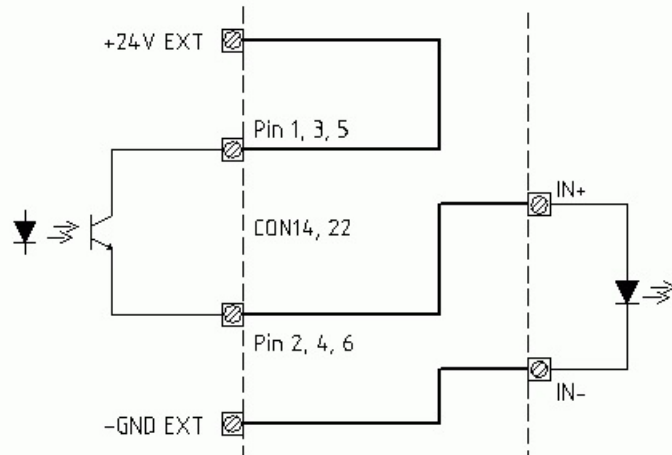 +24V EXT
Pin 1, 3, 5
IN+
CON14, 22
Pin 2, 4, 6
IN-
-GND EXT